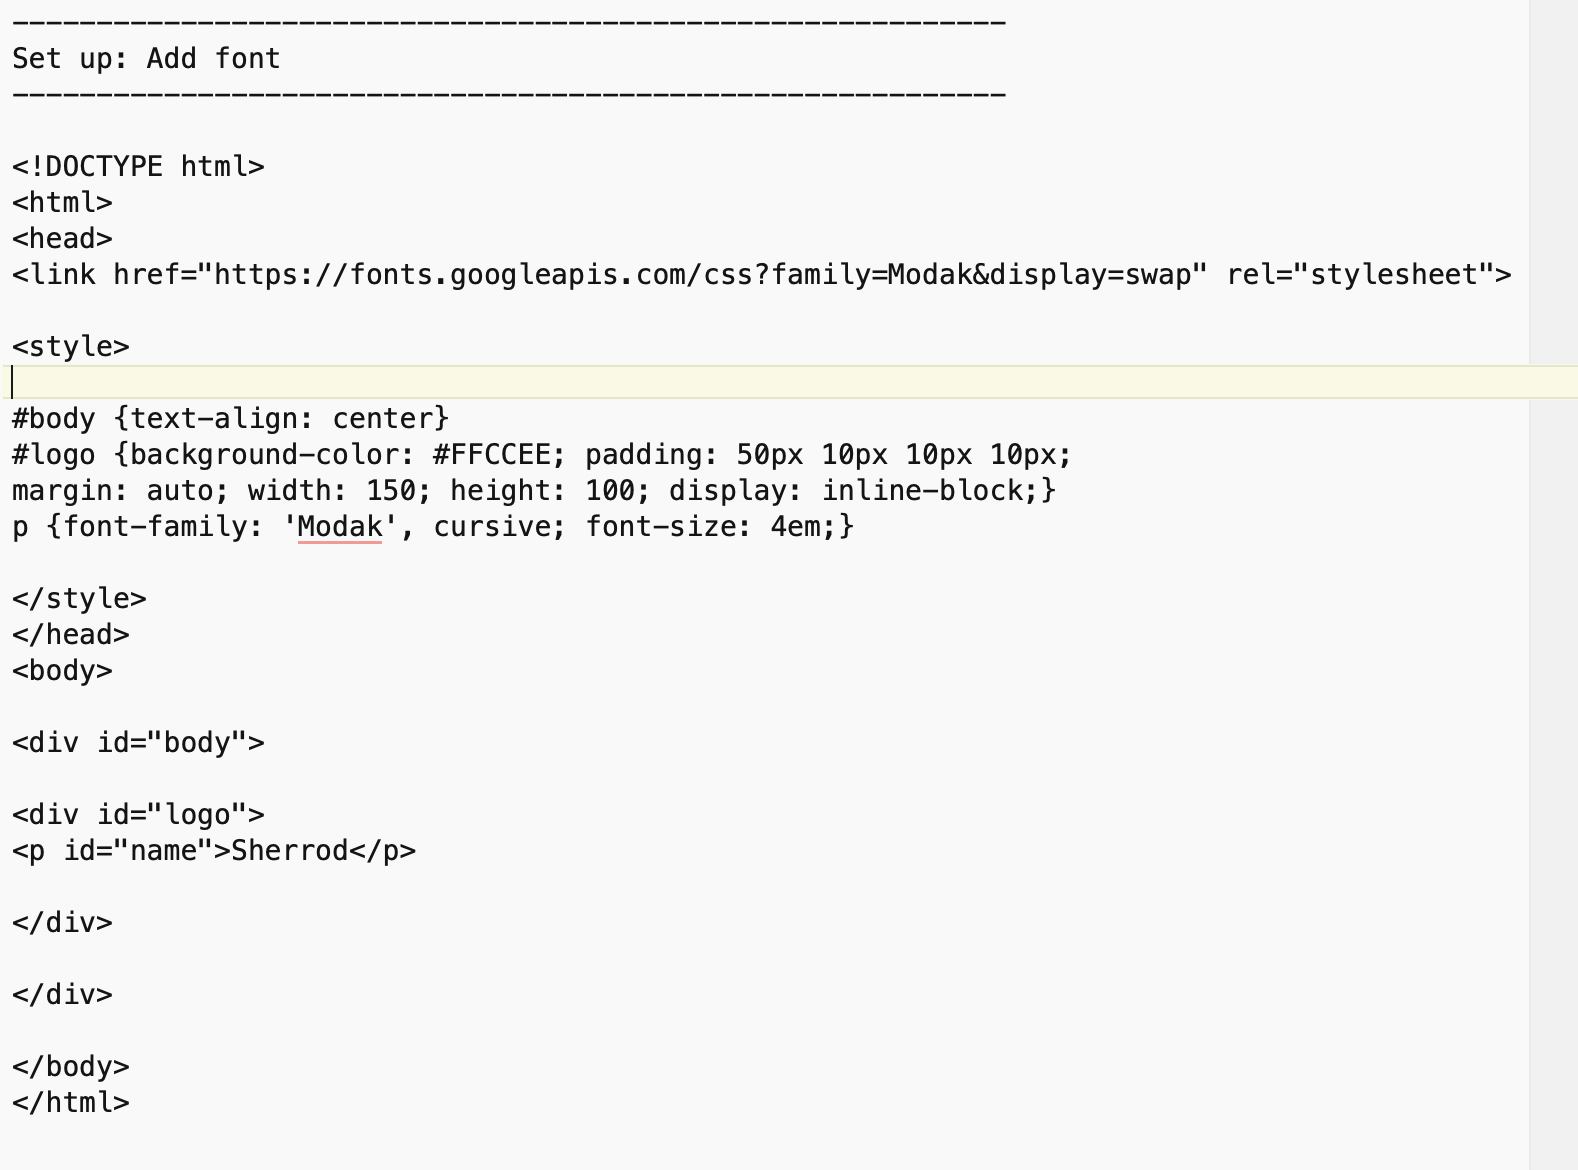 -----------------------------------------------------------
Set up: Add font
-----------------------------------------------------------
<!DOCTYPE html>
<html>
<head>
<link href="https://fonts.googleapis.com/css?family=Modak&display=swap" rel="stylesheet">
<style>
#body {text-align: center}
#logo {background-color: #FFCCEE; padding: 50px 10px 10px 10px;
margin: auto; width: 150; height: 100; display: inline-block;}
p {font-family: 'Modak', cursive; font-size: 4em;}
</style>
</head>
<body>
<div id="body">
<div id="logo">
<p id="name">Sherrod</p>
</div>
</div>
</body>
</html>